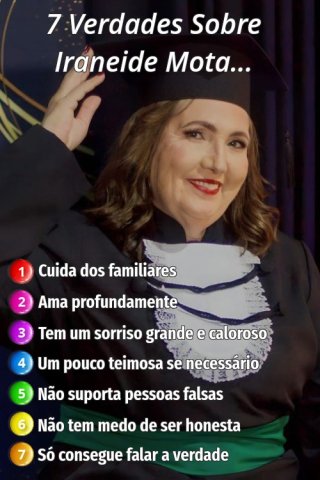 7 Verdades Sobre
Iraneide Mota...
1 Cuida dos familiares
2 Ama profundamente
3 Tem um sorriso grande e caloroso
4 Um pouco teimosa se necessário
5 Não suporta pessoas falsas
6 Não tem medo de ser honesta
7 Só consegue falar a verdade